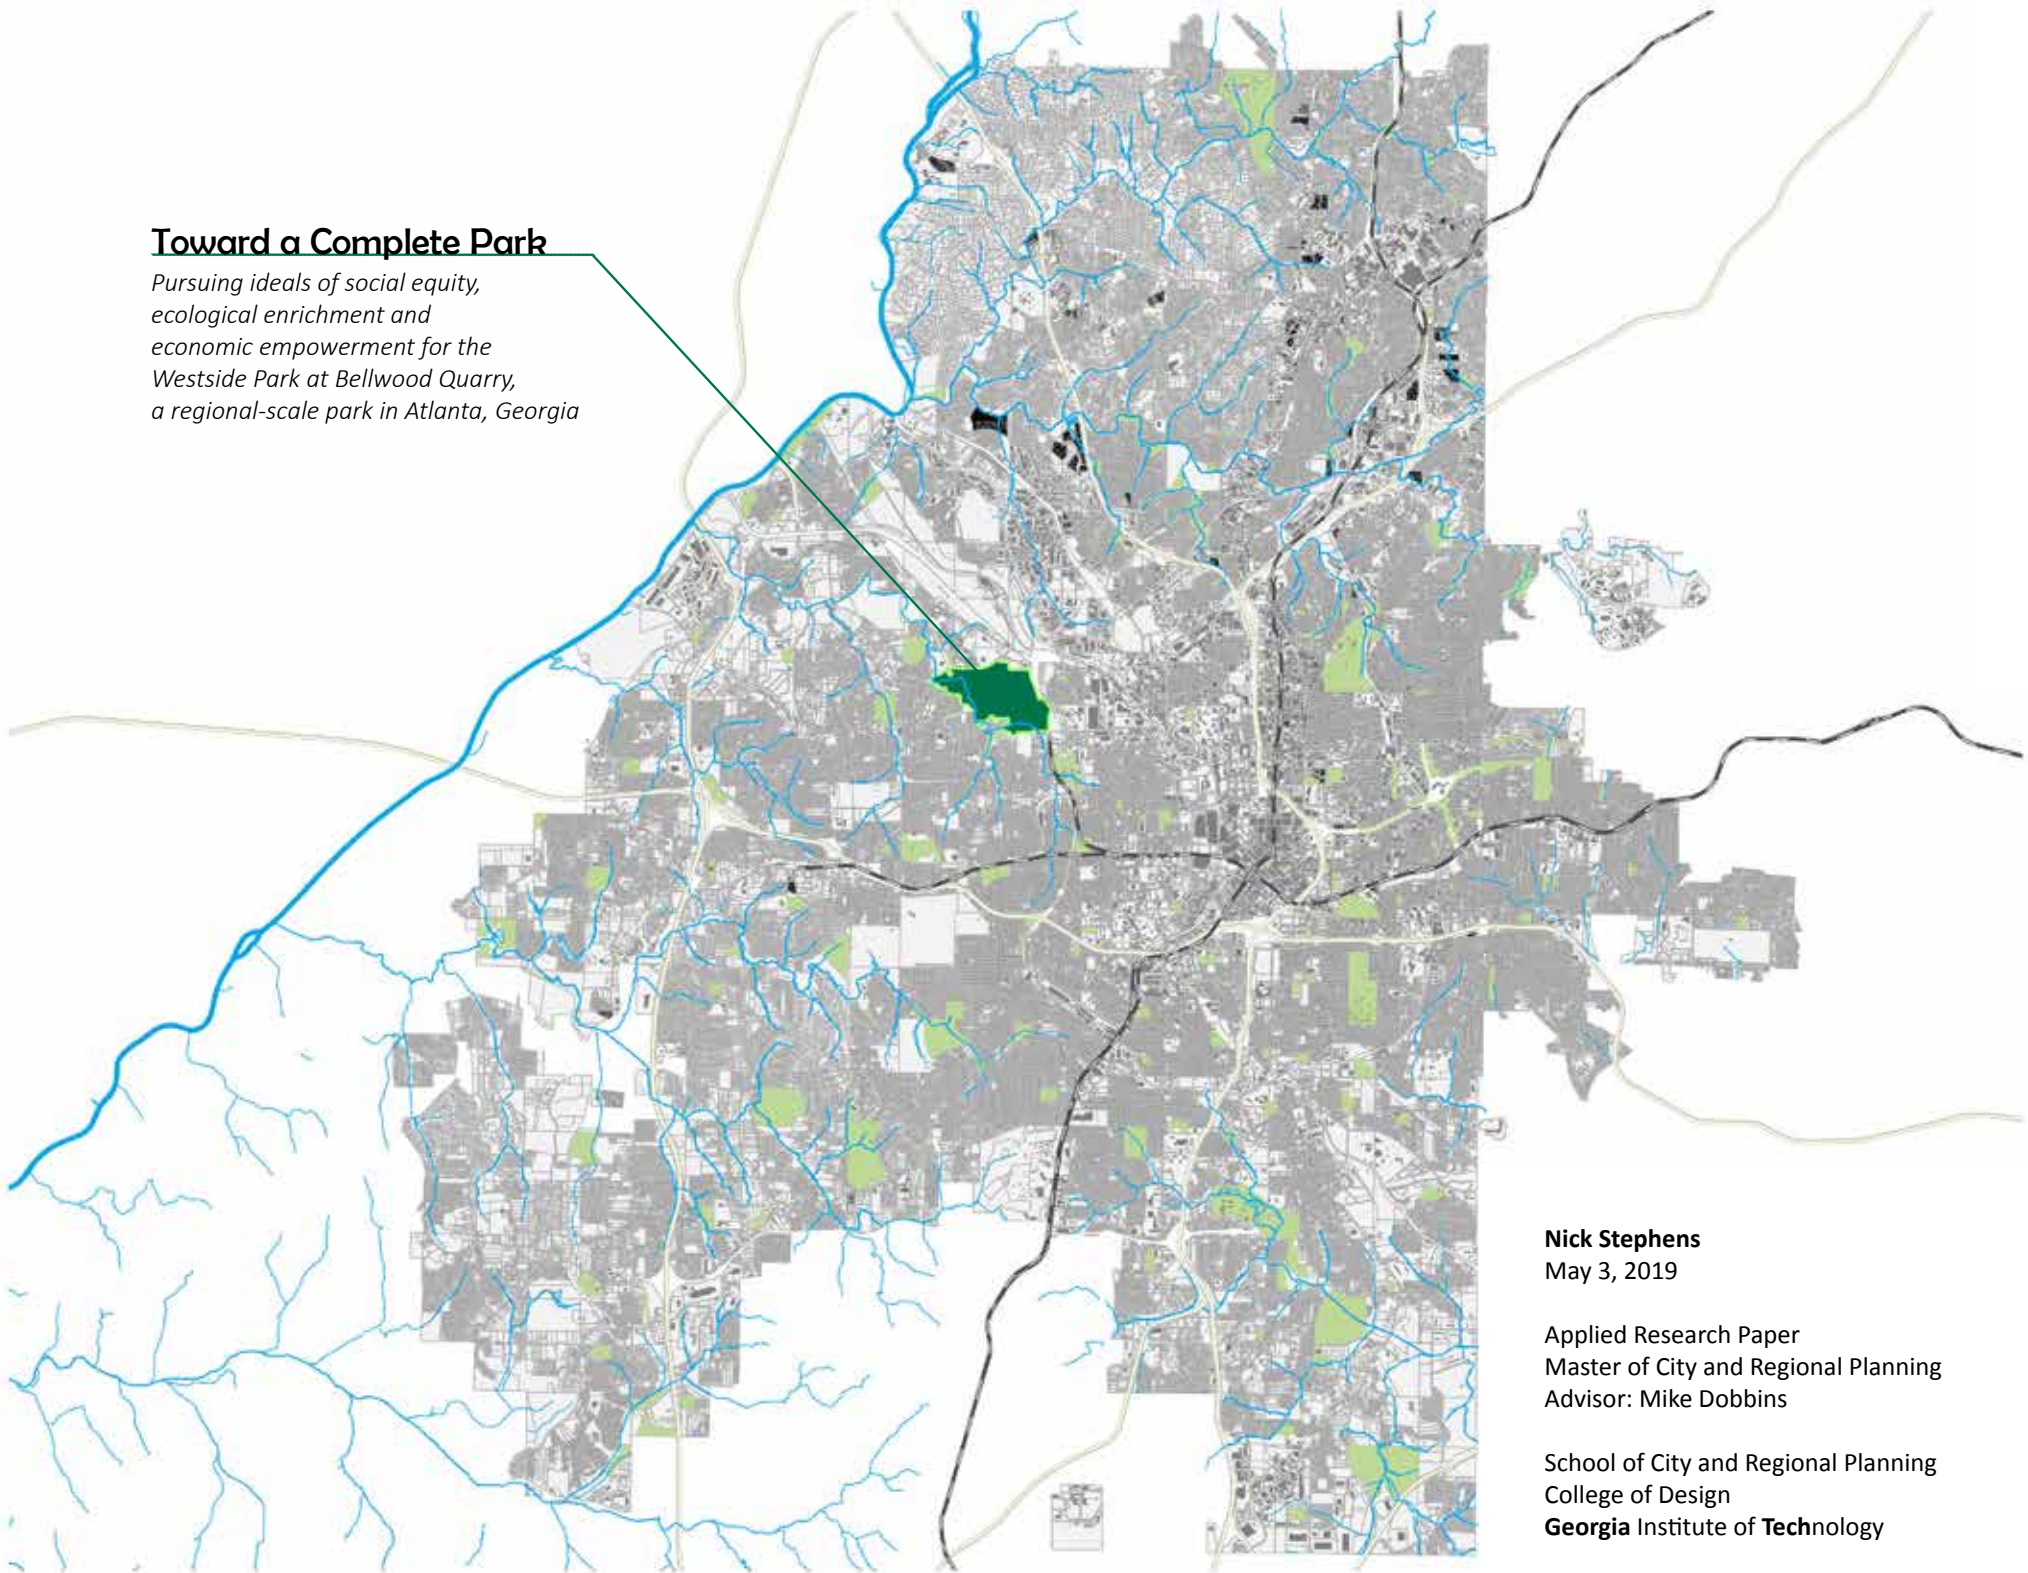 Toward a Complete Park
Pursuing ideals of social equity,
ecological enrichment and
economic empowerment for the
Westside Park at Bellwood Quarry,
a regional-scale park in Atlanta, Georgia
Nick Stephens
May 3, 2019
Applied Research Paper
Master of City and Regional Planning
Advisor: Mike Dobbins
School of City and Regional Planning
College of Design
Georgia Institute of Technology